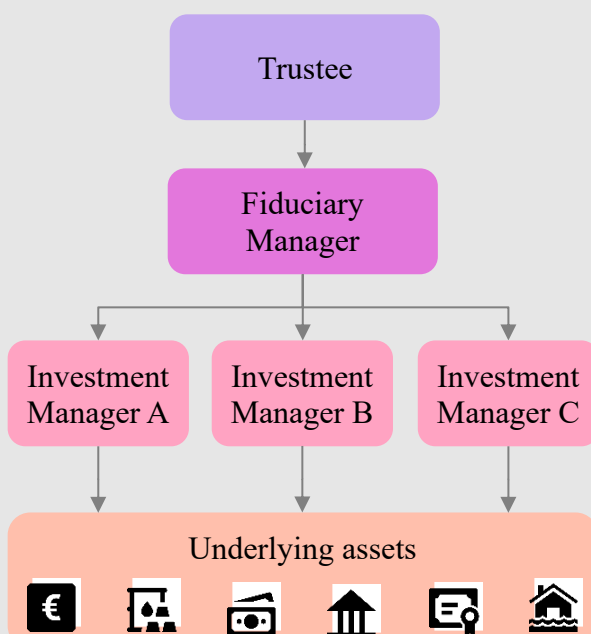 Trustee
Fiduciary
Manager
Investment
Manager A
Investment
Manager B
Investment
Manager C
Underlying assets
€